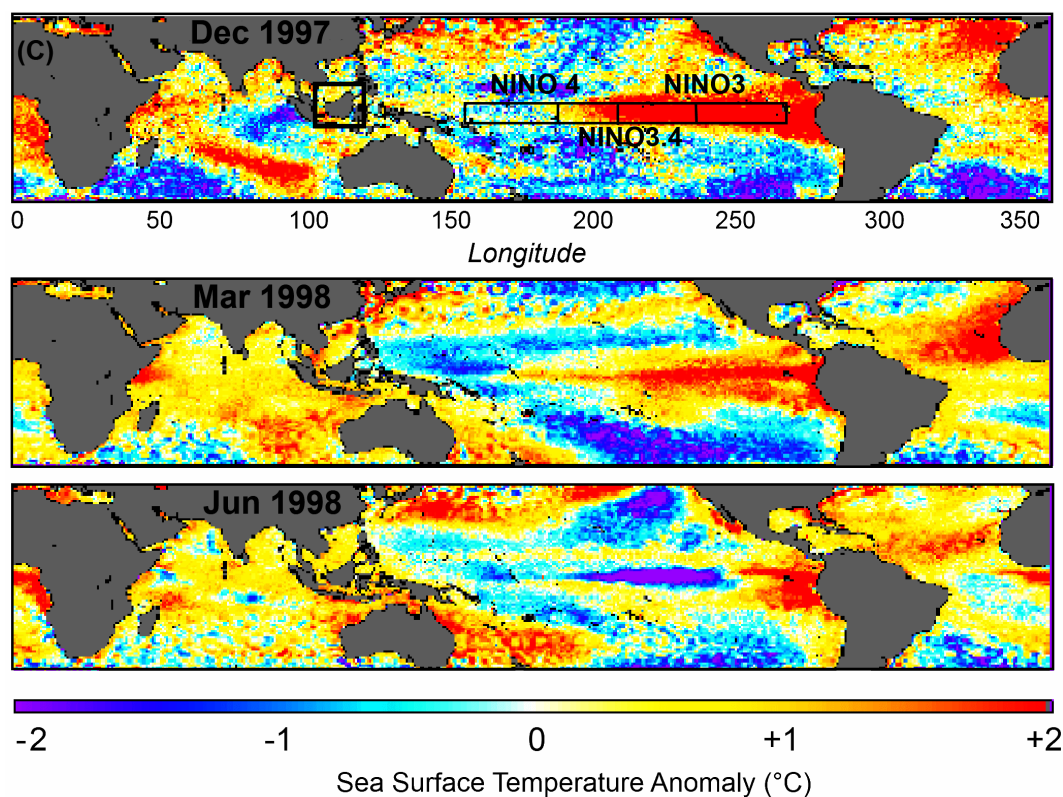 Dec 1997
(C)
NINO 4
NINO3
NINO3.4
0 50 100 150 200 250 300 350
Longitude
Mar 1998
Jun 1998
-2 -1 0 +1 +2
Sea Surface Temperature Anomaly (°C)